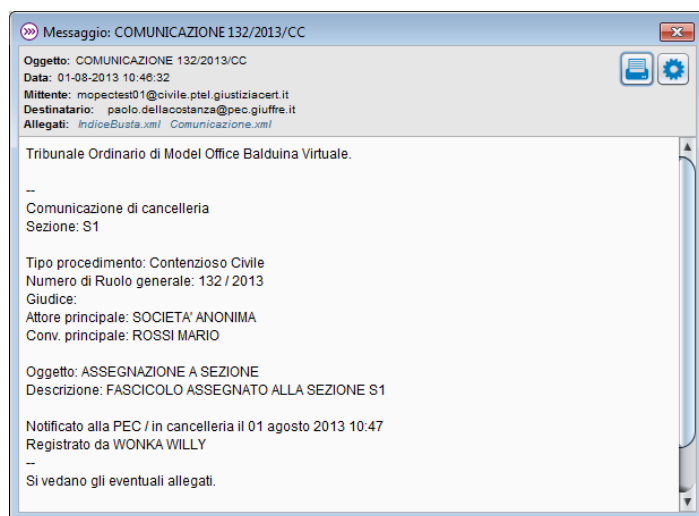 Messaggio: COMUNICAZIONE 132/2013/CC
Oggetto: COMUNICAZIONE 132/2013/CC
Data: 01-08-2013 10:46:32
Mittente: mopectest01@civile.ptel.giustiziacert.it
Destinatario: paolo.dellacostanza@pec.giuffre.it
Allegati: IndiceBusta.xml Comunicazione.xml
Tribunale Ordinario di Model Office Balduina Virtuale.
--
Comunicazione di cancelleria
Sezione: S1
Tipo procedimento: Contenzioso Civile
Numero di Ruolo generale: 132 / 2013
Giudice:
Attore principale: SOCIETA' ANONIMA
Conv. principale: ROSSI MARIO
Oggetto: ASSEGNAZIONE A SEZIONE
Descrizione: FASCICOLO ASSEGNATO ALLA SEZIONE S1
Notificato alla PEC / in cancelleria il 01 agosto 2013 10:47
Registrato da WONKA WILLY
--
Si vedano gli eventuali allegati.